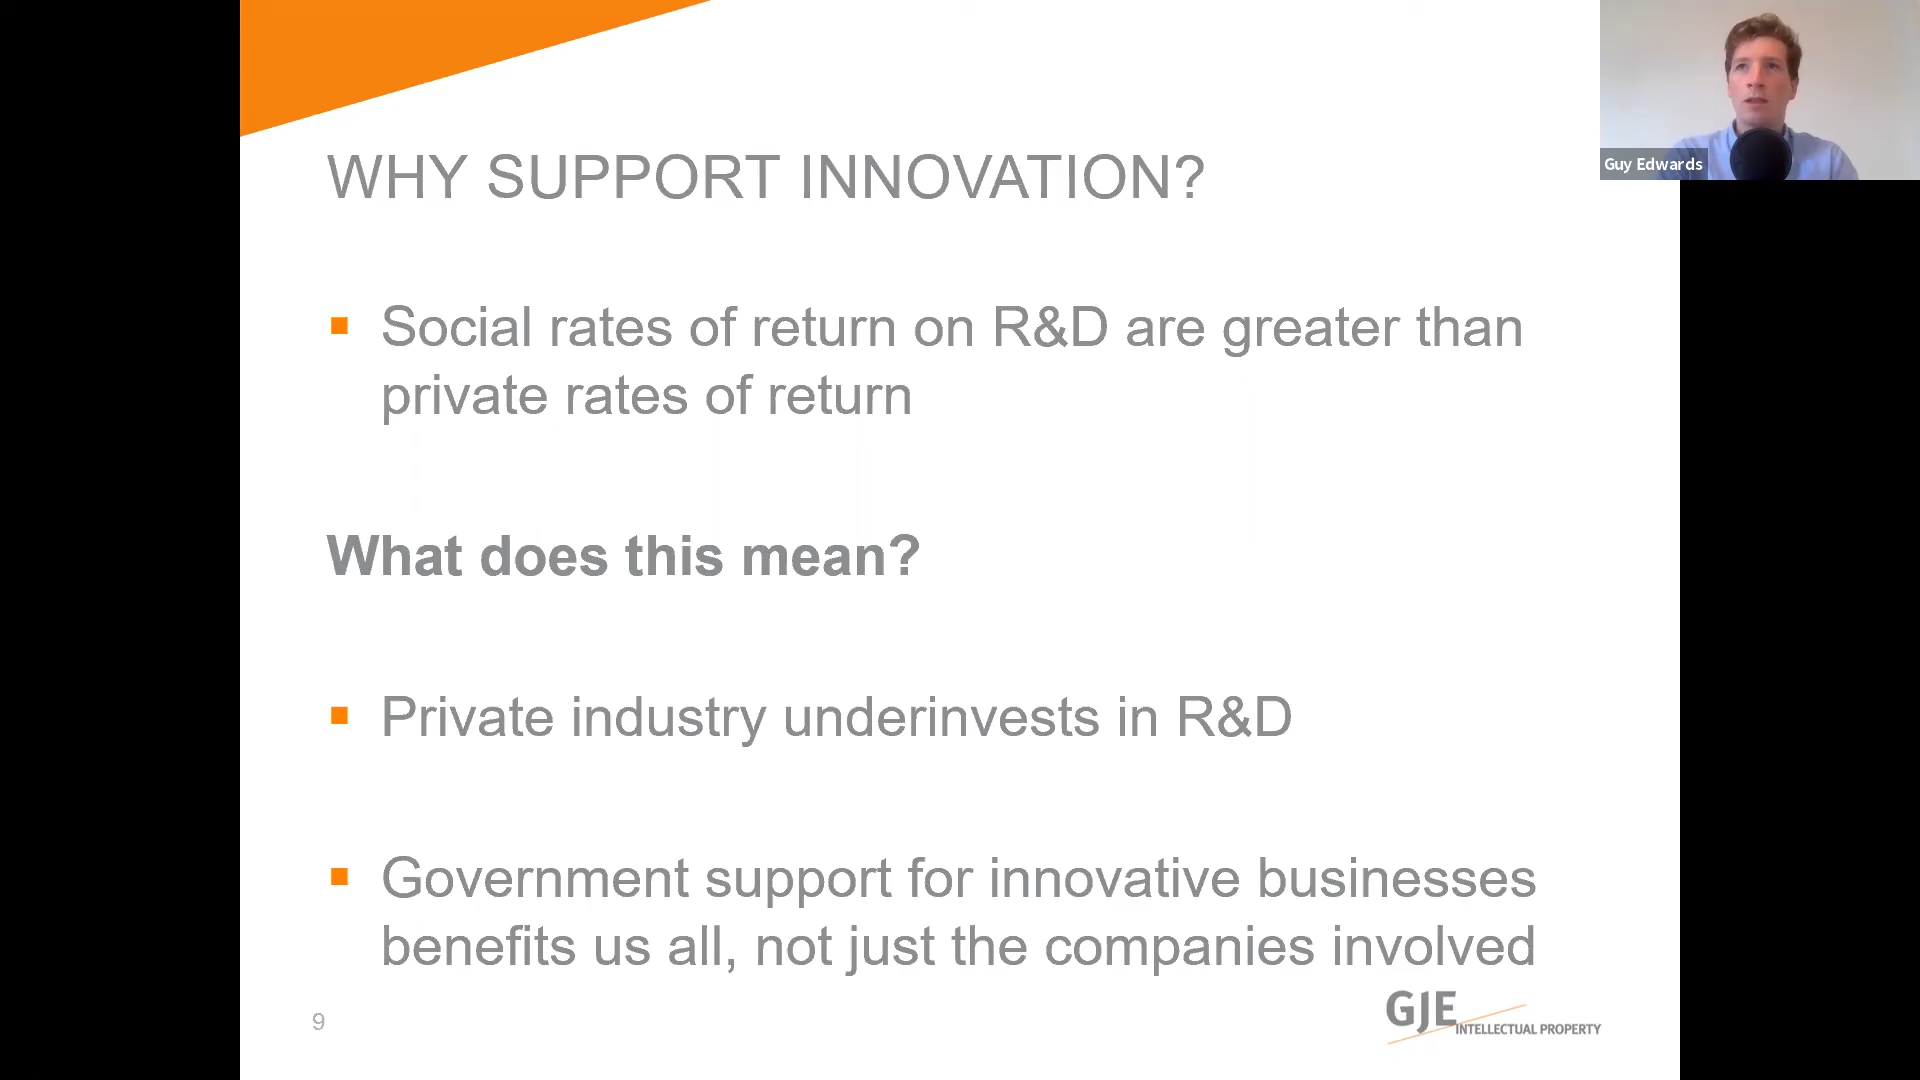 Guy Edwards
WHY SUPPORT INNOVATION?
▪ Social rates of return on R&D are greater than
private rates of return
What does this mean?
▪ Private industry underinvests in R&D
▪ Government support for innovative businesses
benefits us all, not just the companies involved
9
GJE INTELLECTUAL PROPERTY